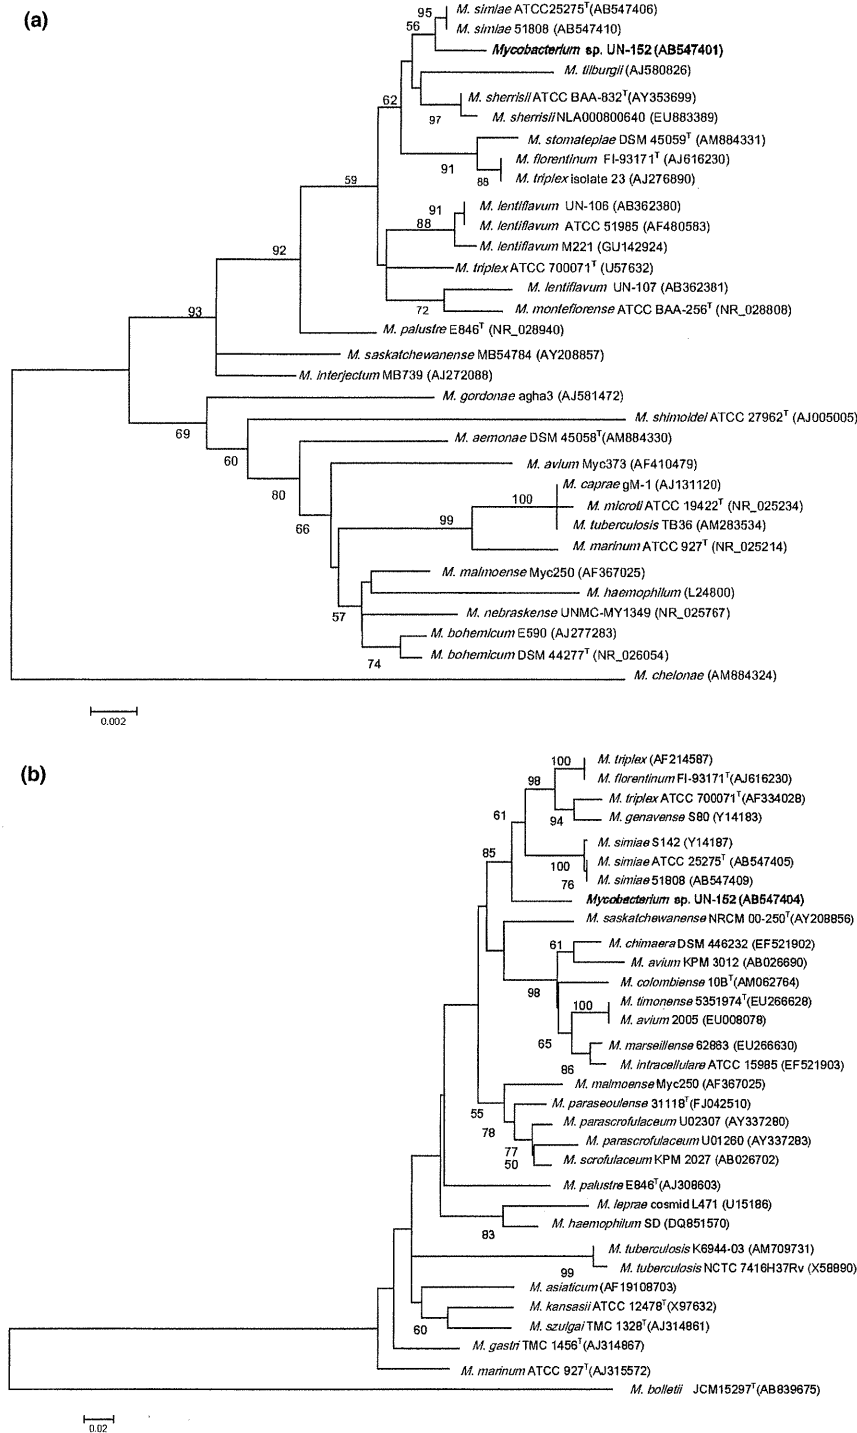 (a)
95
M. simiae ATCC25275T(AB547406)
M. simiae 51808 (AB547410)
56
Mycobacterium sp. UN-152 (AB547401)
M. tilburgii (AJ580826)
62
M. sherrisii ATCC BAA-832T(AY353699)
97
M. sherrisii NLA000800640 (EU883389)
M. stomatepiae DSM 45059T (AM884331)
91
M. florentinum FI-93171T (AJ616230)
88
M. triplex isolate 23 (AJ276890)
59
M. lentiflavum UN-106 (AB362380)
91
88
M. lentiflavum ATCC 51985 (AF480583)
M. lentiflavum M221 (GU142924)
92
M. triplex ATCC 700071T (U57632)
M. lentiflavum UN-107 (AB362381)
72
M. montefiorense ATCC BAA-256T (NR_028808)
93
M. palustre E846T (NR_028940)
M. saskatchewanense MB54784 (AY208857)
M. interjectum MB739 (AJ272088)
M. gordonae agha3 (AJ581472)
69
M. shimoidei ATCC 27962T (AJ005005)
60
M. aemonae DSM 45058T(AM884330)
80
M. avium Myc373 (AF410479)
66
M. caprae gM-1 (AJ131120)
100
M. microti ATCC 19422T (NR_025234)
99
M. tuberculosis TB36 (AM283534)
M. marinum ATCC 927T (NR_025214)
M. malmoense Myc250 (AF367025)
M. haemophilum (L24800)
57
M. nebraskense UNMC-MY1349 (NR_025767)
M. bohemicum E590 (AJ277283)
74
M. bohemicum DSM 44277T (NR_026054)
M. chelonae (AM884324)
0.002
(b)
100
M. triplex (AF214587)
98
M. florentinum FI-93171T(AJ616230)
M. triplex ATCC 700071T(AF334028)
94
M. genavense S80 (Y14183)
61
M. simiae S142 (Y14187)
85
100
M. simiae ATCC 25275T (AB547405)
76
M. simiae 51808 (AB547409)
Mycobacterium sp. UN-152 (AB547404)
M. saskatchewanense NRCM 00-250T(AY208856)
61
M. chimaera DSM 446232 (EF521902)
M. avium KPM 3012 (AB026690)
98
M. colombiense 10BT(AM062764)
100
M. timonense 5351974T(EU266628)
M. avium 2005 (EU008078)
65
M. marseillense 62863 (EU266630)
86
M. intracellulare ATCC 15985 (EF521903)
M. malmoense Myc250 (AF367025)
55
M. paraseoulense 31118T(FJ042510)
78
M. parascrofulaceum U02307 (AY337280)
77
M. parascrofulaceum U01260 (AY337283)
50
M. scrofulaceum KPM 2027 (AB026702)
M. palustre E846T(AJ308603)
M. leprae cosmid L471 (U15186)
83
M. haemophilum SD (DQ851570)
M. tuberculosis K6944-03 (AM709731)
99
M. tuberculosis NCTC 7416H37Rv (X58890)
M. asiaticum (AF19108703)
M. kansasii ATCC 12478T(X97632)
60
M. szulgai TMC 1328T(AJ314861)
M. gastri TMC 1456T(AJ314867)
M. marinum ATCC 927T(AJ315572)
M. bolletii JCM15297T(AB839675)
0.02